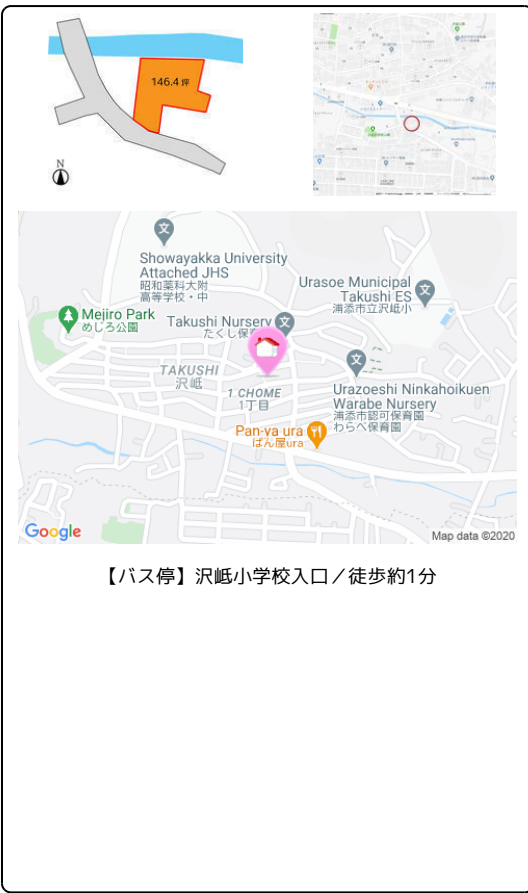 146.4 坪
N
Showayakka University
Attached JHS
昭和薬科大附
高等学校・中
Urasoe Municipal
Takushi ES
浦添市立沢岻小
Mejiro Park
めじろ公園
Takushi Nursery
たくし保
TAKUSHI
沢岻
1 CHOME
1丁目
Urazoeshi Ninkahoikuen
Warabe Nursery
浦添市認可保育園
わらべ保育園
Pan-ya ura
ぱん屋ura
Google
Map data ©2020
【バス停】沢岻小学校入口／徒歩約1分